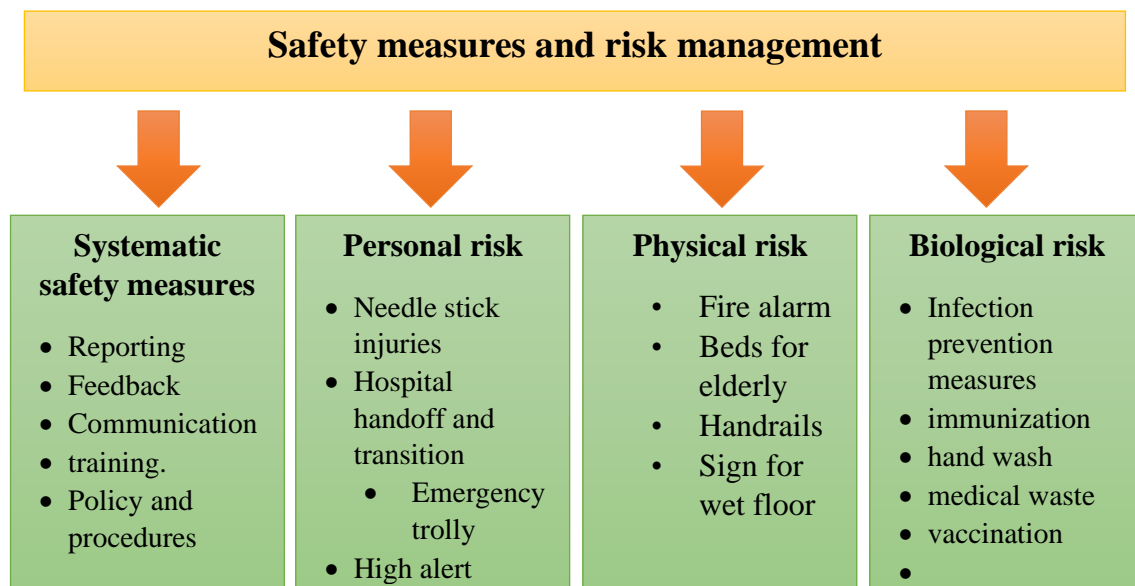 Safety measures and risk management
Systematic
safety measures
• Reporting
• Feedback
• Communication
• training.
• Policy and
procedures
Personal risk
• Needle stick
injuries
• Hospital
handoff and
transition
• Emergency
trolly
• High alert
Physical risk
• Fire alarm
• Beds for
elderly
• Handrails
• Sign for
wet floor
Biological risk
• Infection
prevention
measures
• immunization
• hand wash
• medical waste
• vaccination
•